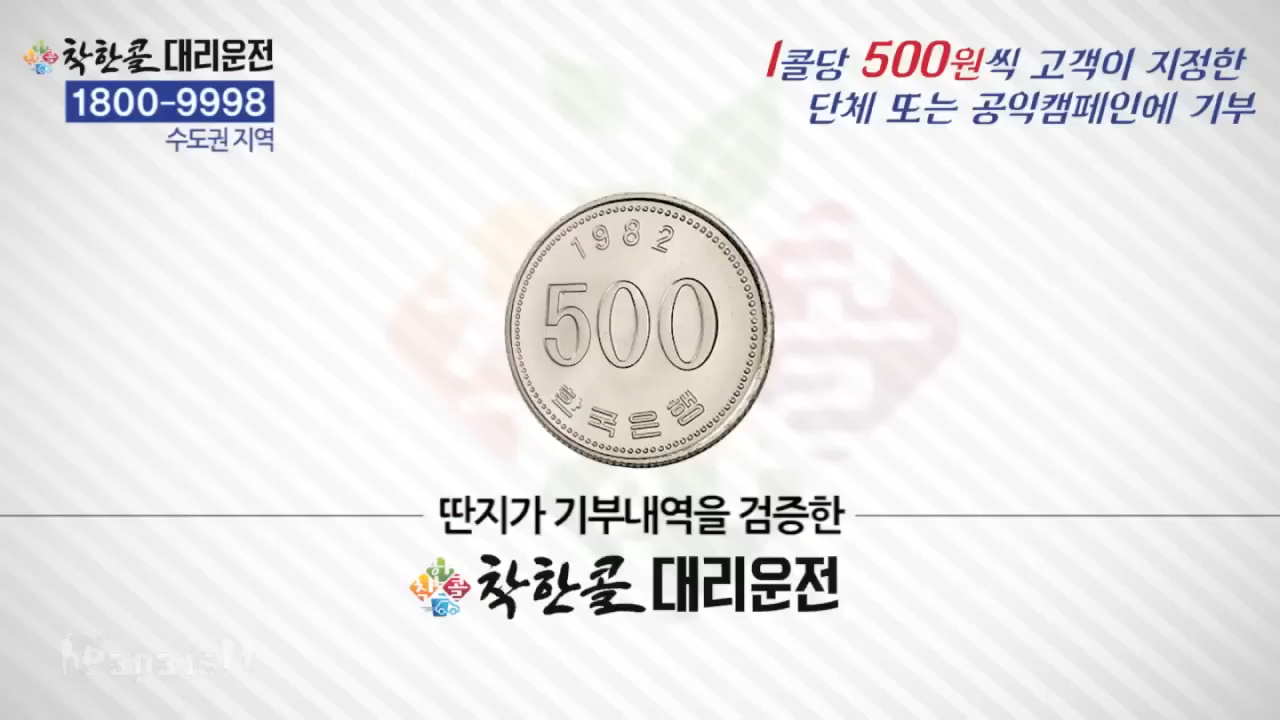 착한콜 대리운전
1800-9998
수도권 지역
1콜당 500원씩 고객이 지정한
단체 또는 공익캠페인에 기부
1982
500
한국은행
딴지가 기부내역을 검증한
착한콜
착한콜 대리운전